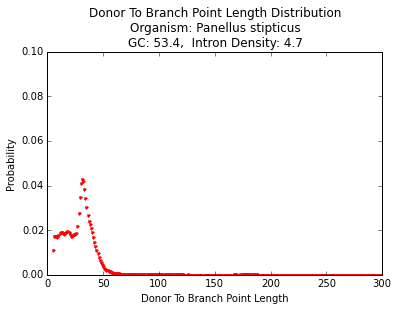 Donor To Branch Point Length Distribution
Organism: Panellus stipticus
GC: 53.4,  Intron Density: 4.7
0.10
0.08
0.06
0.04
0.02
0.00
Probability
0 50 100 150 200 250 300
Donor To Branch Point Length